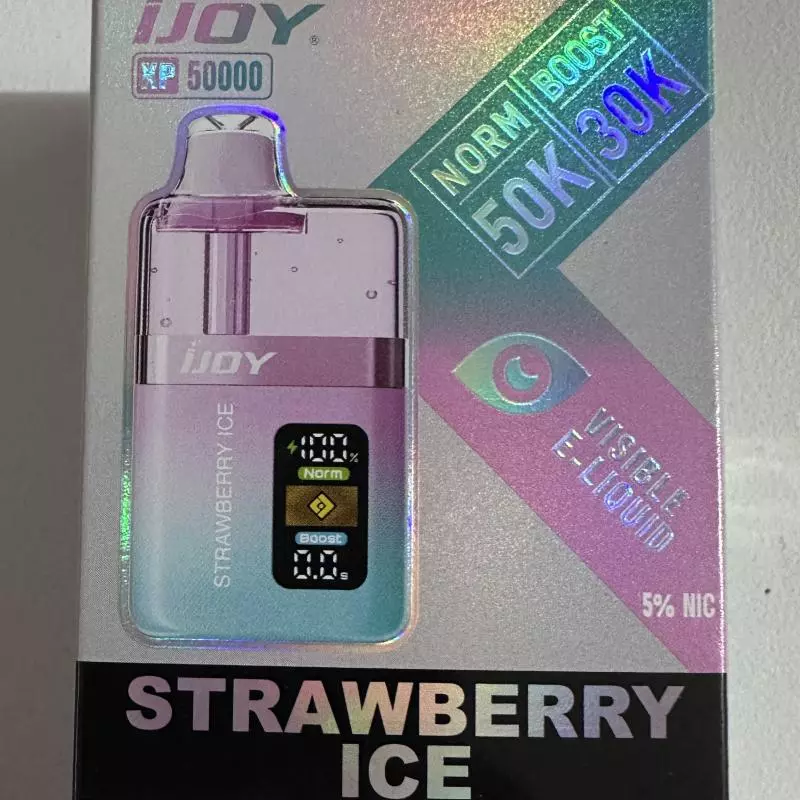 iJOY®
XP 50000
NORM BOOST
50K 30K
iJOY
STRAWBERRY ICE
100%
Norm
Boost
0.0s
VISIBLE
E-LIQUID
5% NIC
STRAWBERRY
ICE